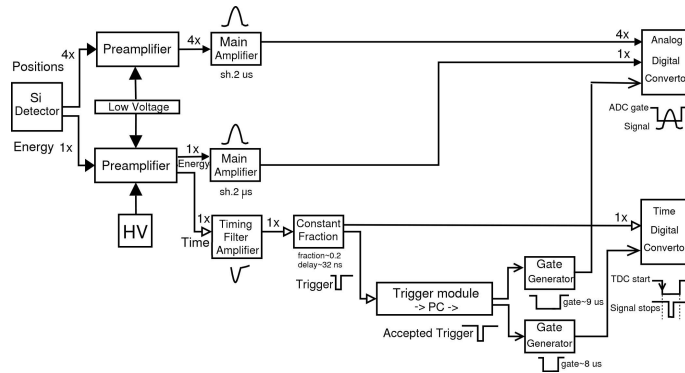 Positions
4x
Si
Detector
Energy 1x
Preamplifier
4x
Main
Amplifier
sh.2 us
Low Voltage
Preamplifier
1x
Energy
Main
Amplifier
sh.2 µs
HV
1x
Time
Timing
Filter
Amplifier
1x
Constant
Fraction
fraction~0.2
delay~32 ns
Trigger
Trigger module
-> PC ->
Accepted Trigger
Gate
Generator
gate~9 us
Gate
Generator
gate~8 us
4x
1x
Analog
Digital
Convertor
ADC gate
Signal
1x
Time
Digital
Convertor
TDC start
Signal stops